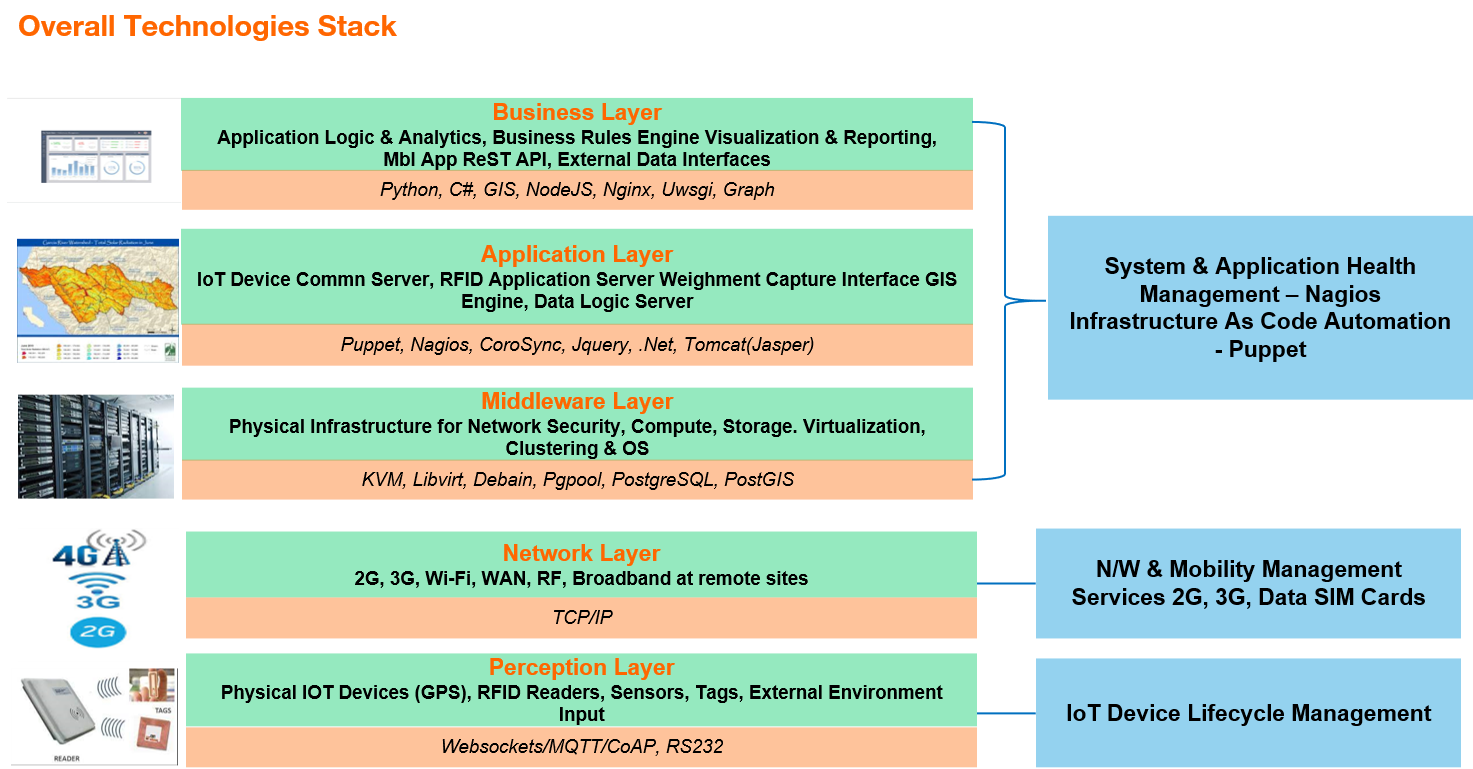 Overall Technologies Stack
Business Layer
Application Logic & Analytics, Business Rules Engine Visualization & Reporting,
Mbl App ReST API, External Data Interfaces
Python, C#, GIS, NodeJS, Nginx, Uwsgi, Graph
Application Layer
IoT Device Commn Server, RFID Application Server Weighment Capture Interface GIS
Engine, Data Logic Server
Puppet, Nagios, CoroSync, Jquery, .Net, Tomcat(Jasper)
Middleware Layer
Physical Infrastructure for Network Security, Compute, Storage. Virtualization,
Clustering & OS
KVM, Libvirt, Debain, Pgpool, PostgreSQL, PostGIS
System & Application Health
Management – Nagios
Infrastructure As Code Automation
- Puppet
4G
3G
2G
Network Layer
2G, 3G, Wi-Fi, WAN, RF, Broadband at remote sites
TCP/IP
N/W & Mobility Management
Services 2G, 3G, Data SIM Cards
TAGS
READER
Perception Layer
Physical IOT Devices (GPS), RFID Readers, Sensors, Tags, External Environment
Input
Websockets/MQTT/CoAP, RS232
IoT Device Lifecycle Management